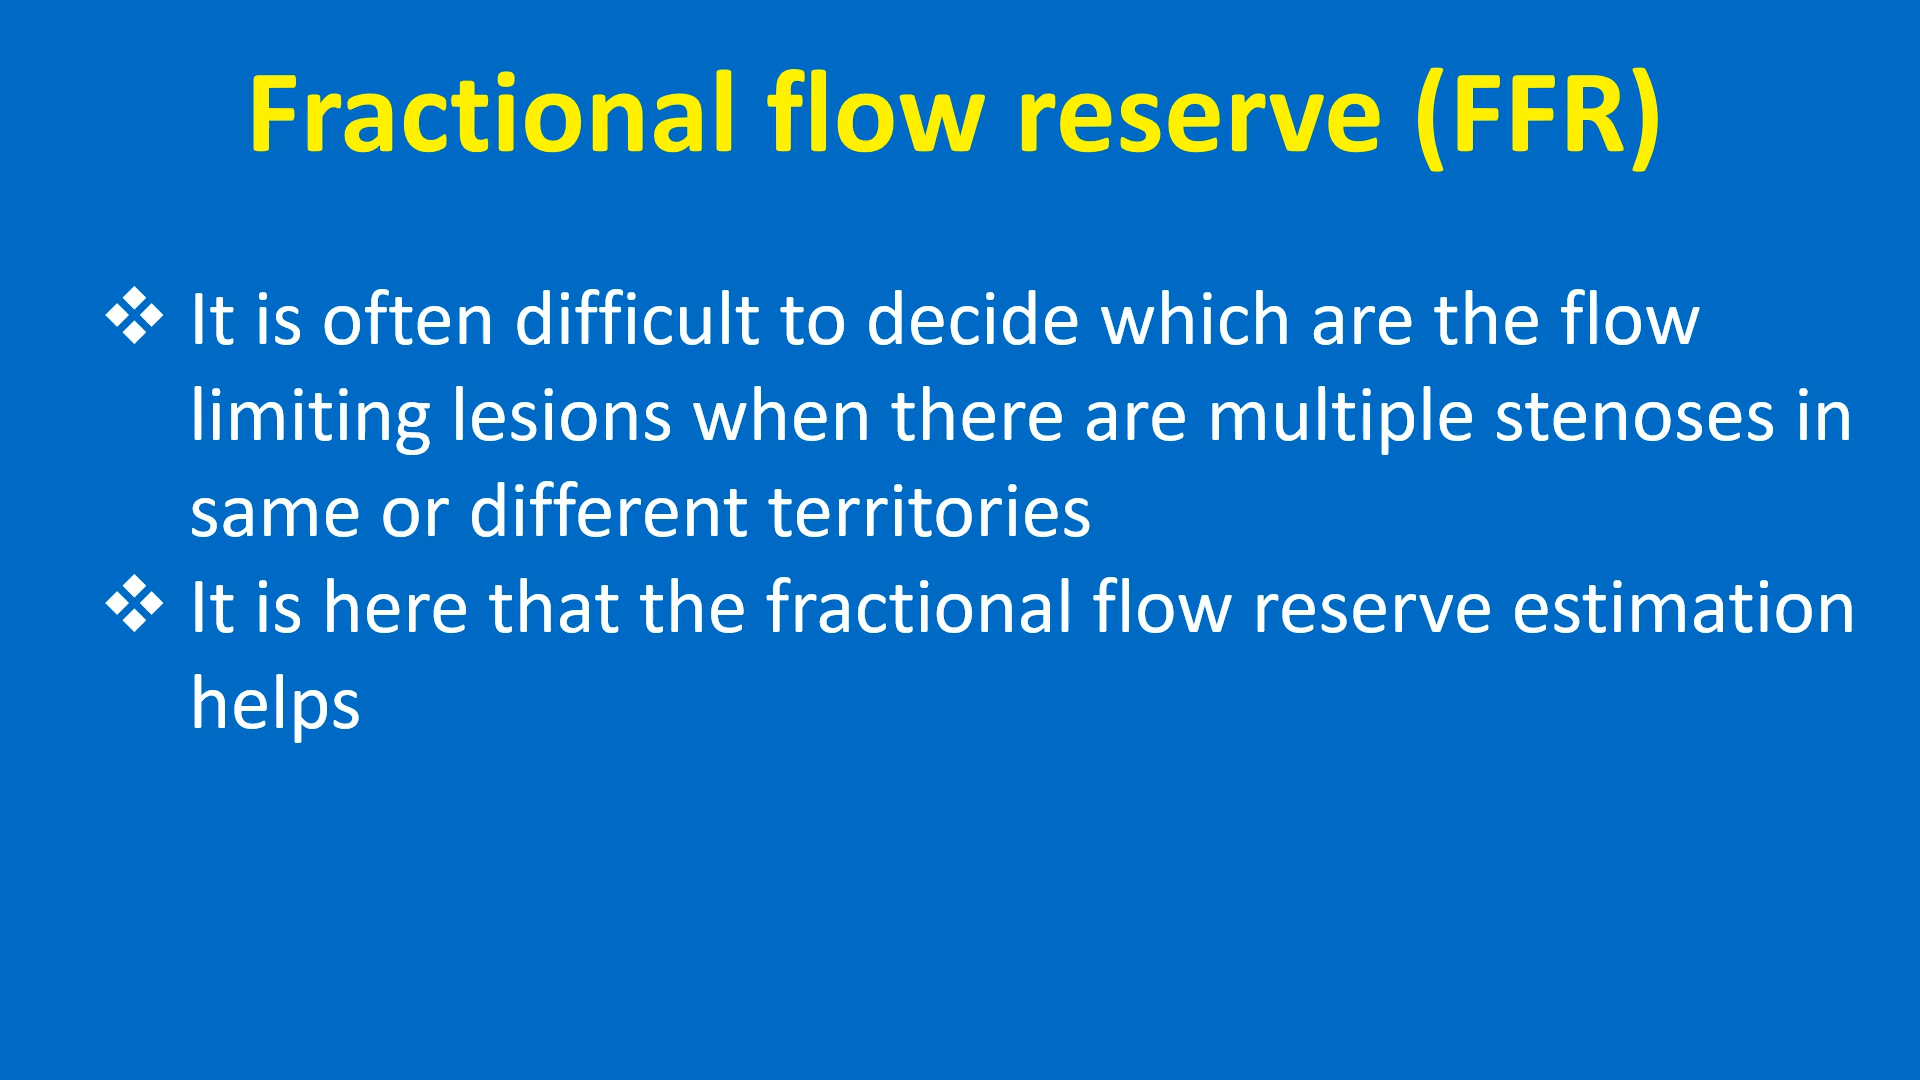 Fractional flow reserve (FFR)
❖ It is often difficult to decide which are the flow
limiting lesions when there are multiple stenoses in
same or different territories
❖ It is here that the fractional flow reserve estimation
helps